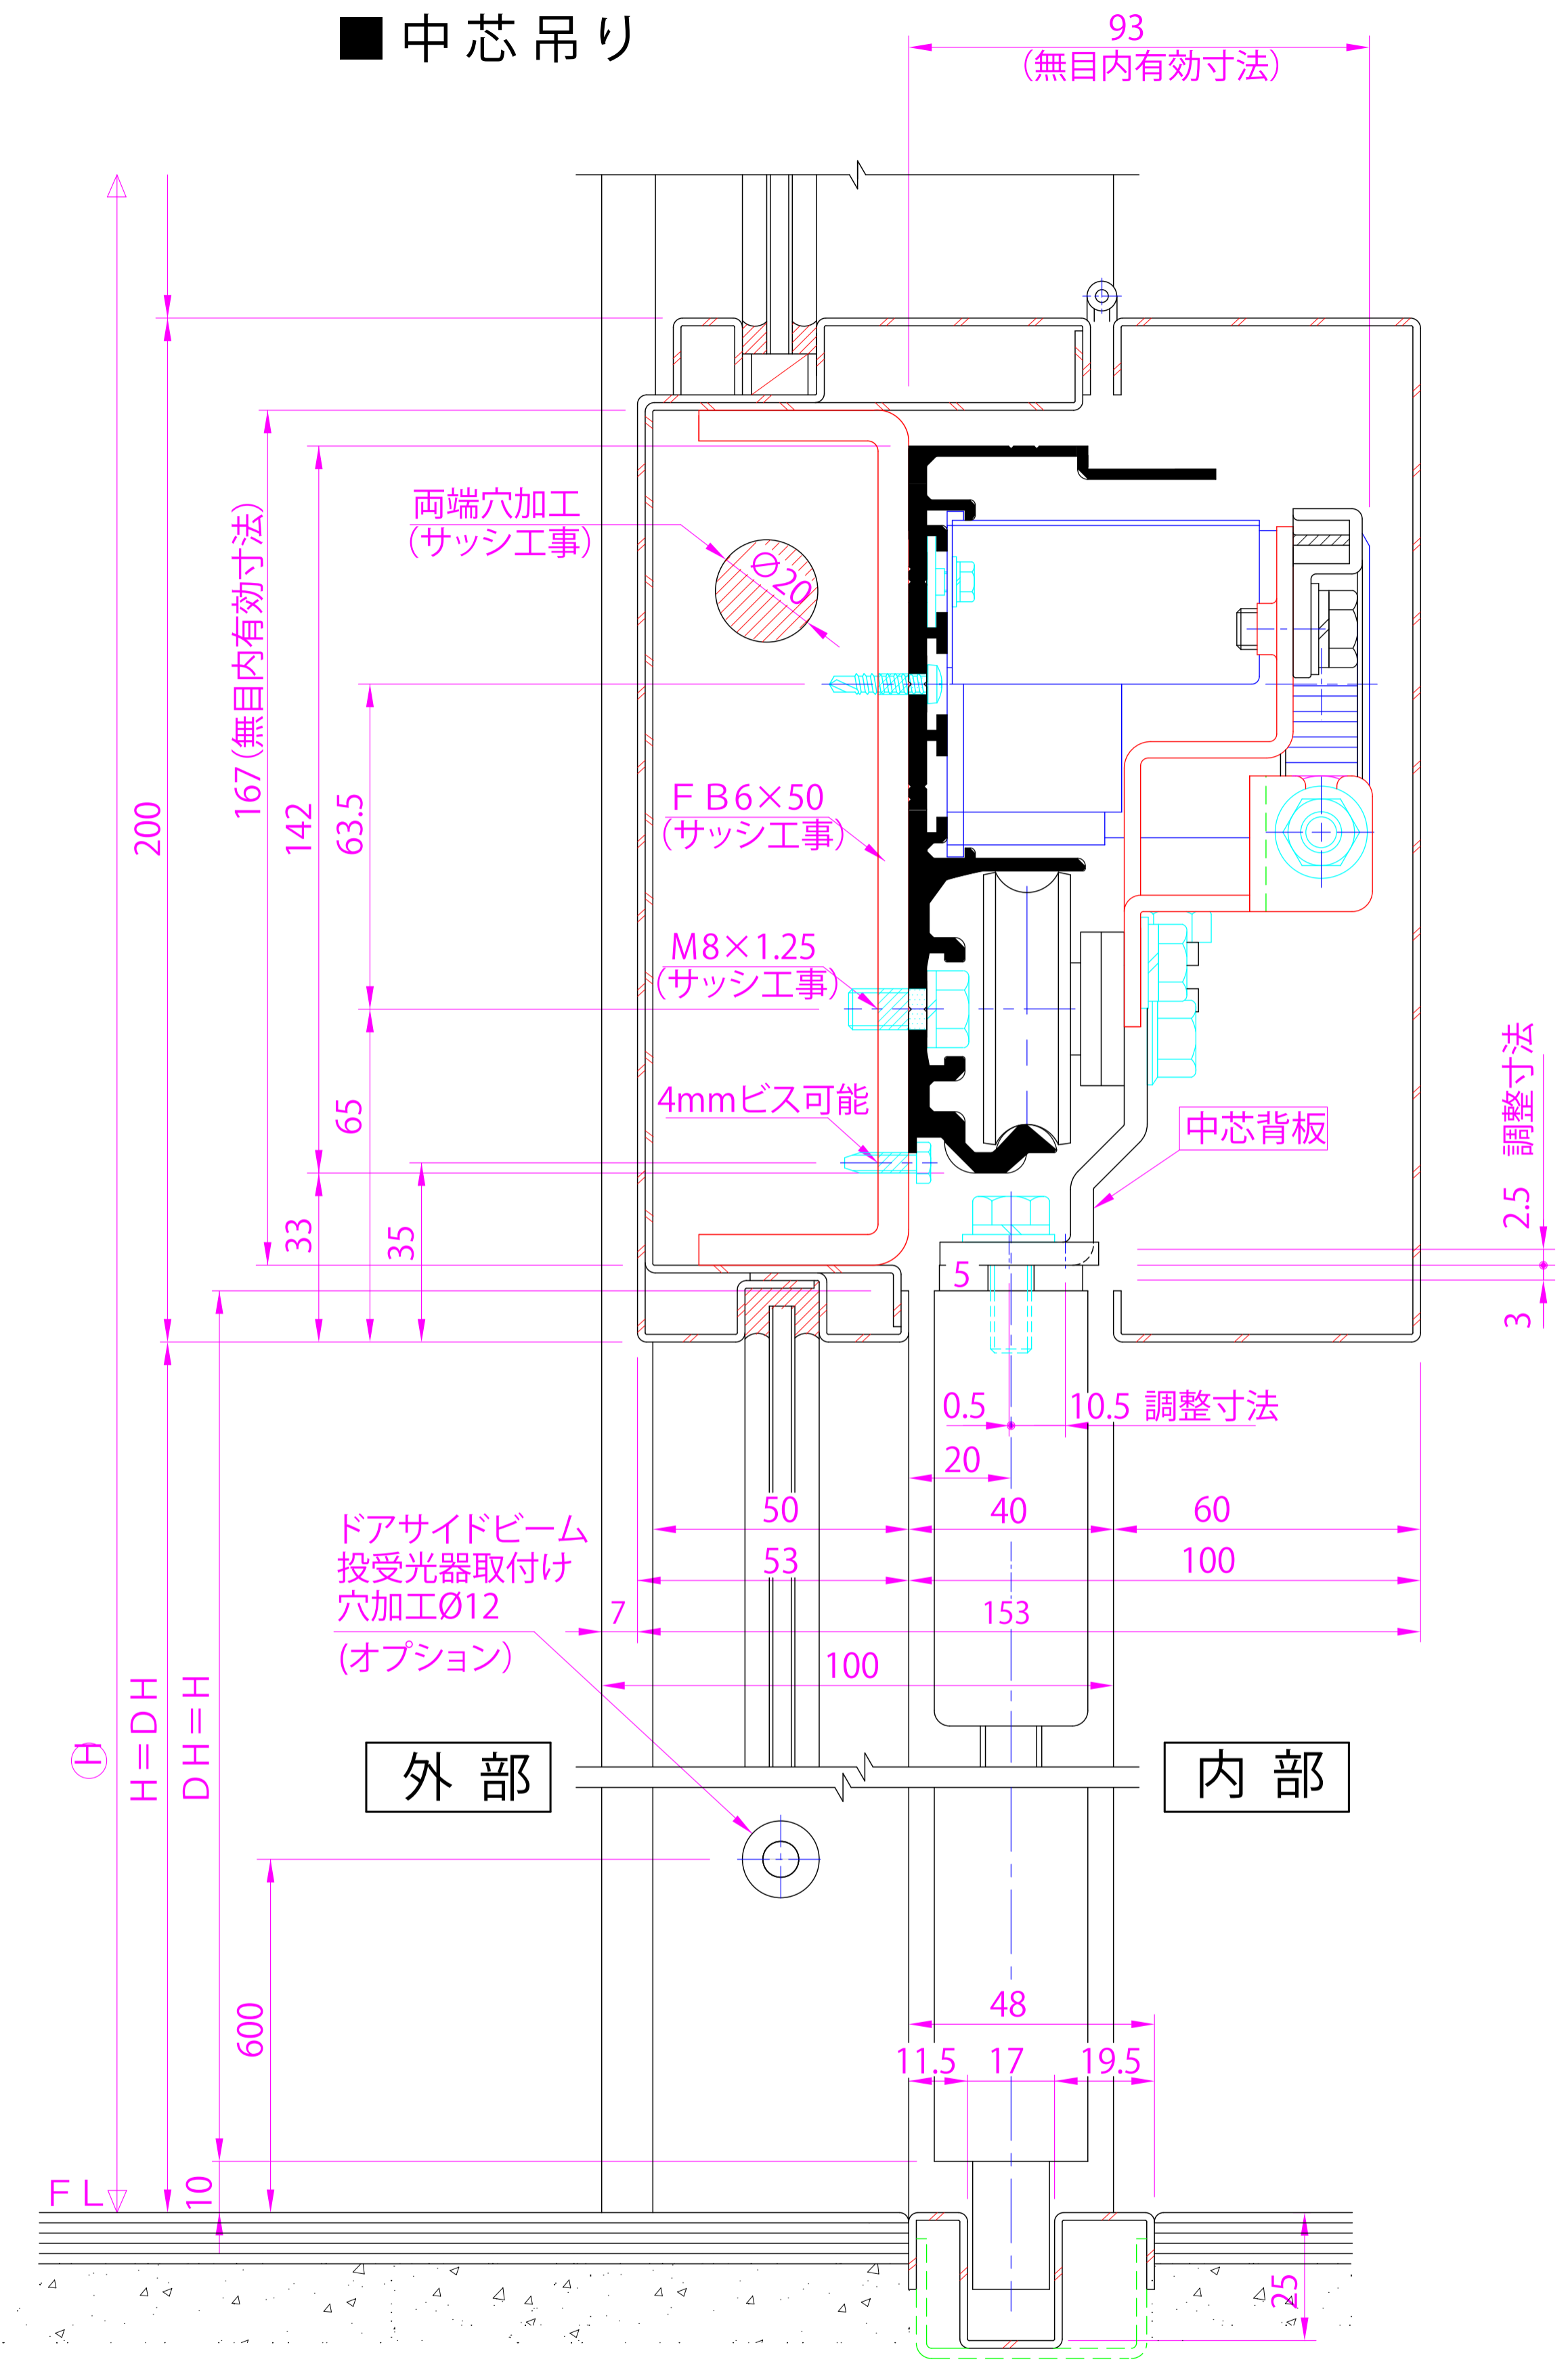 ■中芯吊り
93
(無目内有効寸法)
両端穴加工
(サッシ工事)
Ø20
167(無目内有効寸法)
200
142
63.5
FB6×50
(サッシ工事)
M8×1.25
(サッシ工事)
65
4mmビス可能
中芯背板
調整寸法
2.5
33
35
5
3
0.5
10.5 調整寸法
20
50
40
60
53
100
7
153
100
ドアサイドビーム
投受光器取付け
穴加工Ø12
(オプション)
H
H=DH
DH=H
外部
内部
600
48
11.5
17
19.5
FL
10
25